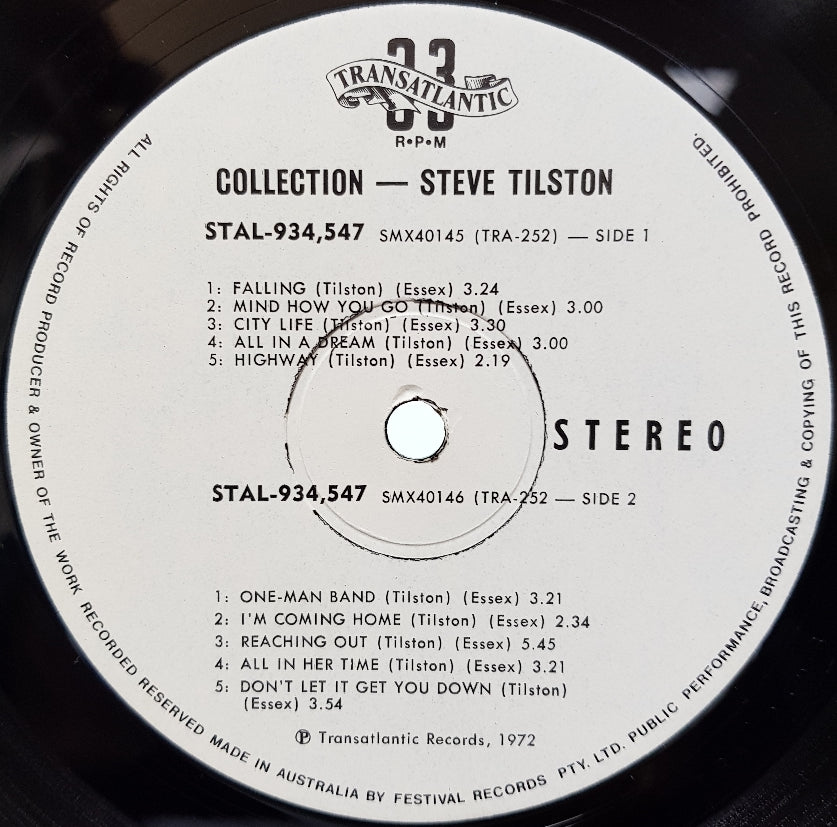 33
TRANSATLANTIC
R•P•M
COLLECTION — STEVE TILSTON
STAL-934,547 SMX40145 (TRA-252) — SIDE 1
1: FALLING (Tilston) (Essex) 3.24
2: MIND HOW YOU GO (Tilston) (Essex) 3.00
3: CITY LIFE (Tilston) (Essex) 3.30
4: ALL IN A DREAM (Tilston) (Essex) 3.00
5: HIGHWAY (Tilston) (Essex) 2.19
STEREO
STAL-934,547 SMX40146 (TRA-252 — SIDE 2
1: ONE-MAN BAND (Tilston) (Essex) 3.21
2: I'M COMING HOME (Tilston) (Essex) 2.34
3: REACHING OUT (Tilston) (Essex) 5.45
4: ALL IN HER TIME (Tilston) (Essex) 3.21
5: DON'T LET IT GET YOU DOWN (Tilston)
(Essex) 3.54
℗ Transatlantic Records, 1972
ALL RIGHTS OF RECORD PRODUCER & OWNER OF THE WORK RECORDED RESERVED MADE IN AUSTRALIA BY FESTIVAL RECORDS PTY. LTD. PUBLIC PERFORMANCE, BROADCASTING & COPYING OF THIS RECORD PROHIBITED.